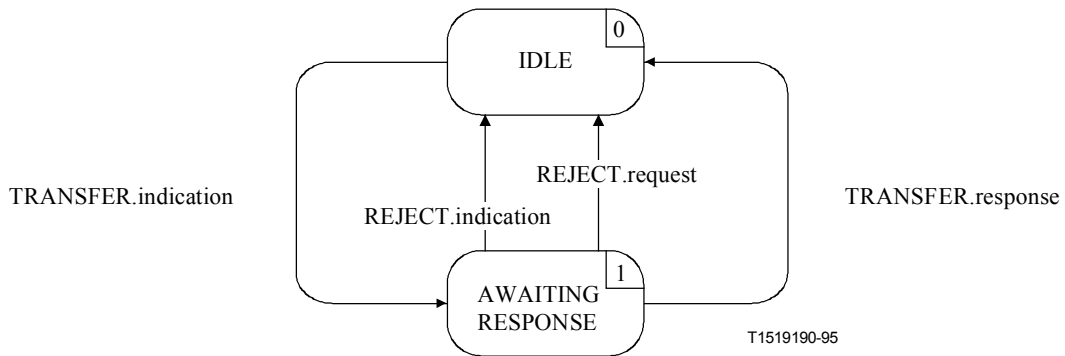 0
IDLE
REJECT.request
TRANSFER.indication
TRANSFER.response
REJECT.indication
1
AWAITING
RESPONSE
T1519190-95